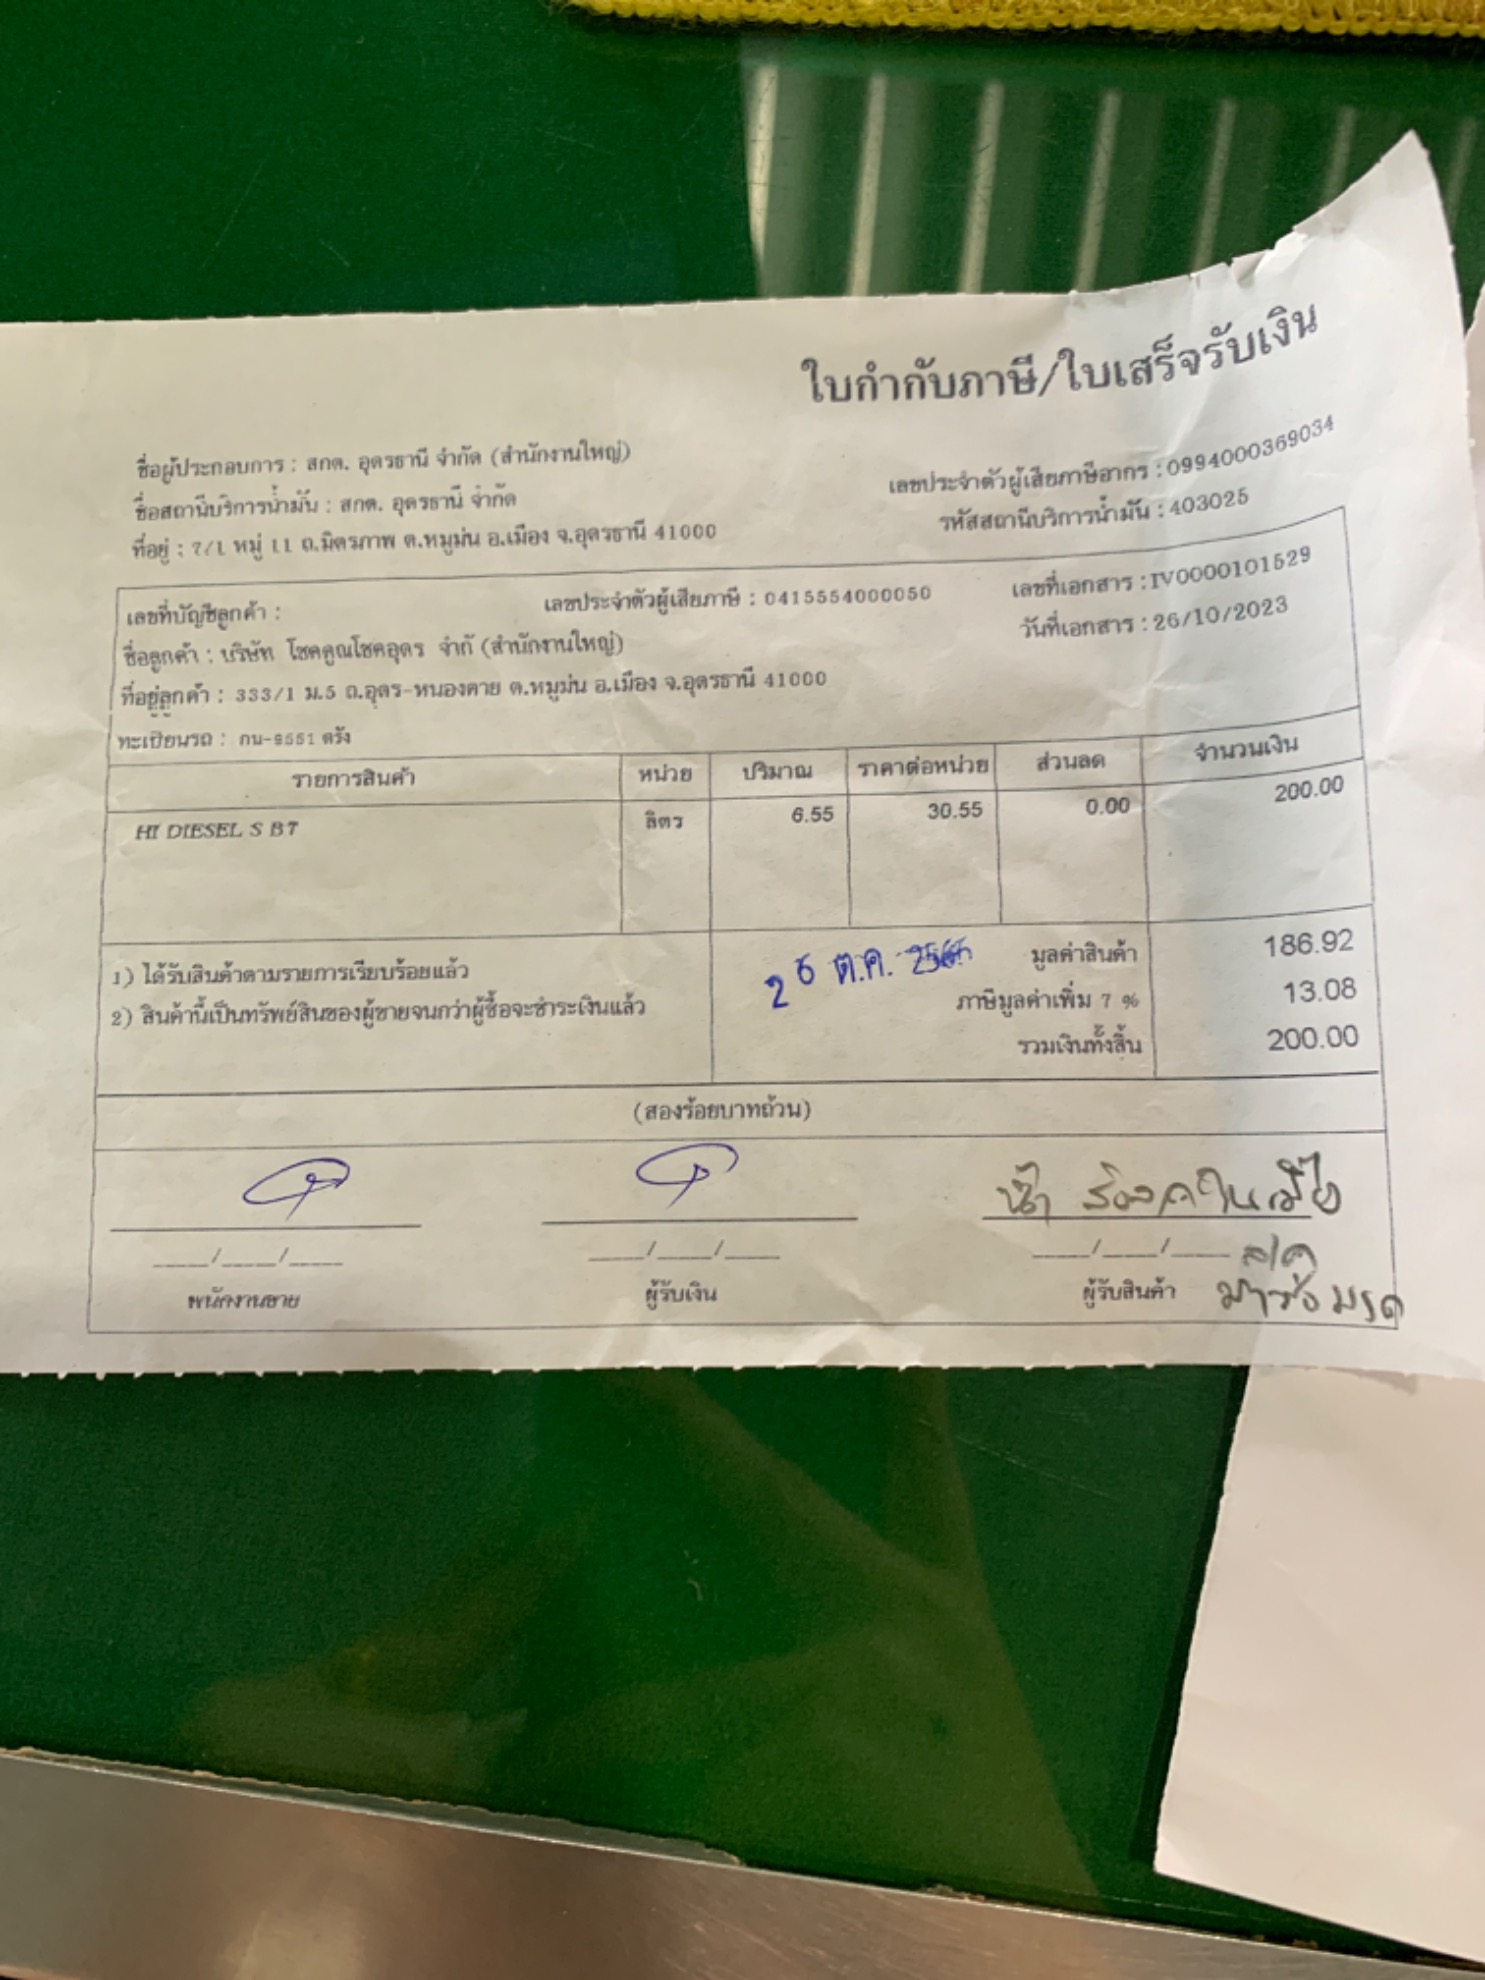 ใบกำกับภาษี/ใบเสร็จรับเงิน
ชื่อผู้ประกอบการ : สกต. อุดรธานี จำกัด (สำนักงานใหญ่)
เลขประจำตัวผู้เสียภาษีอากร : 0994000369034
ชื่อสถานีบริการน้ำมัน : สกต. อุดรธานี จำกัด
รหัสสถานีบริการน้ำมัน : 403025
ที่อยู่ : 7/1 หมู่ 11 ถ.มิตรภาพ ต.หมูม่น อ.เมือง จ.อุดรธานี 41000
เลขที่บัญชีลูกค้า : เลขประจำตัวผู้เสียภาษี : 0415554000050 เลขที่เอกสาร : IV0000101529
ชื่อลูกค้า : บริษัท โชคคูณโชคอุดร จำกั (สำนักงานใหญ่) วันที่เอกสาร : 26/10/2023
ที่อยู่ลูกค้า : 333/1 ม.5 ถ.อุดร-หนองคาย ต.หมูม่น อ.เมือง จ.อุดรธานี 41000
ทะเบียนรถ : กน-9551 ตรัง
รายการสินค้า หน่วย ปริมาณ ราคาต่อหน่วย ส่วนลด จำนวนเงิน
HI DIESEL S B7 ลิตร 6.55 30.55 0.00 200.00
1) ได้รับสินค้าตามรายการเรียบร้อยแล้ว 26 ต.ค. มูลค่าสินค้า 186.92
2) สินค้านี้เป็นทรัพย์สินของผู้ขายจนกว่าผู้ซื้อจะชำระเงินแล้ว ภาษีมูลค่าเพิ่ม 7 % 13.08
รวมเงินทั้งสิ้น 200.00
(สองร้อยบาทถ้วน)
___/___/___ ___/___/___ ___/___/___
พนักงานขาย ผู้รับเงิน ผู้รับสินค้า